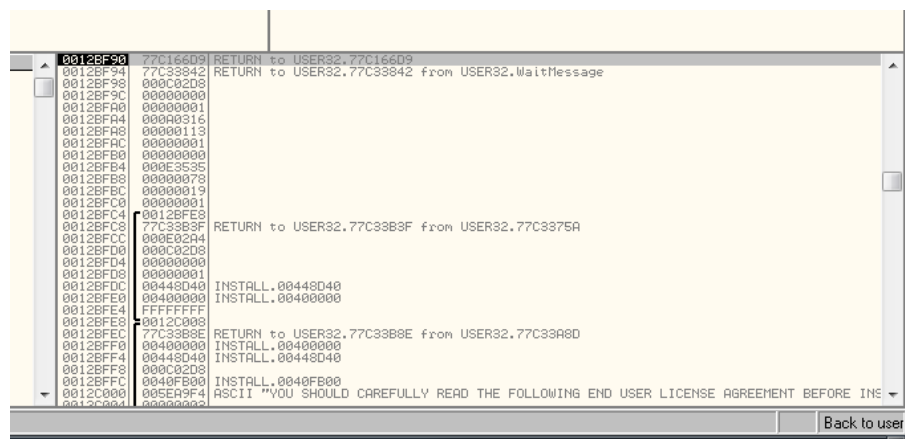 0012BF90 77C166D9 RETURN to USER32.77C166D9
0012BF94 77C33842 RETURN to USER32.77C33842 from USER32.WaitMessage
0012BF98 000C02D8
0012BF9C 00000000
0012BFA0 00000001
0012BFA4 000A0316
0012BFA8 00000113
0012BFAC 00000001
0012BFB0 00000000
0012BFB4 000E3535
0012BFB8 00000078
0012BFBC 00000019
0012BFC0 00000001
0012BFC4 0012BFE8
0012BFC8 77C33B3F RETURN to USER32.77C33B3F from USER32.77C3375A
0012BFCC 000E02A4
0012BFD0 000C02D8
0012BFD4 00000000
0012BFD8 00000001
0012BFDC 00448D40 INSTALL.00448D40
0012BFE0 00400000 INSTALL.00400000
0012BFE4 FFFFFFFF
0012BFE8 0012C008
0012BFEC 77C33B8E RETURN to USER32.77C33B8E from USER32.77C33A8D
0012BFF0 00400000 INSTALL.00400000
0012BFF4 00448D40 INSTALL.00448D40
0012BFF8 000C02D8
0012BFFC 0040FB00 INSTALL.0040FB00
0012C000 005EA9F4 ASCII "YOU SHOULD CAREFULLY READ THE FOLLOWING END USER LICENSE AGREEMENT BEFORE INS
Back to user